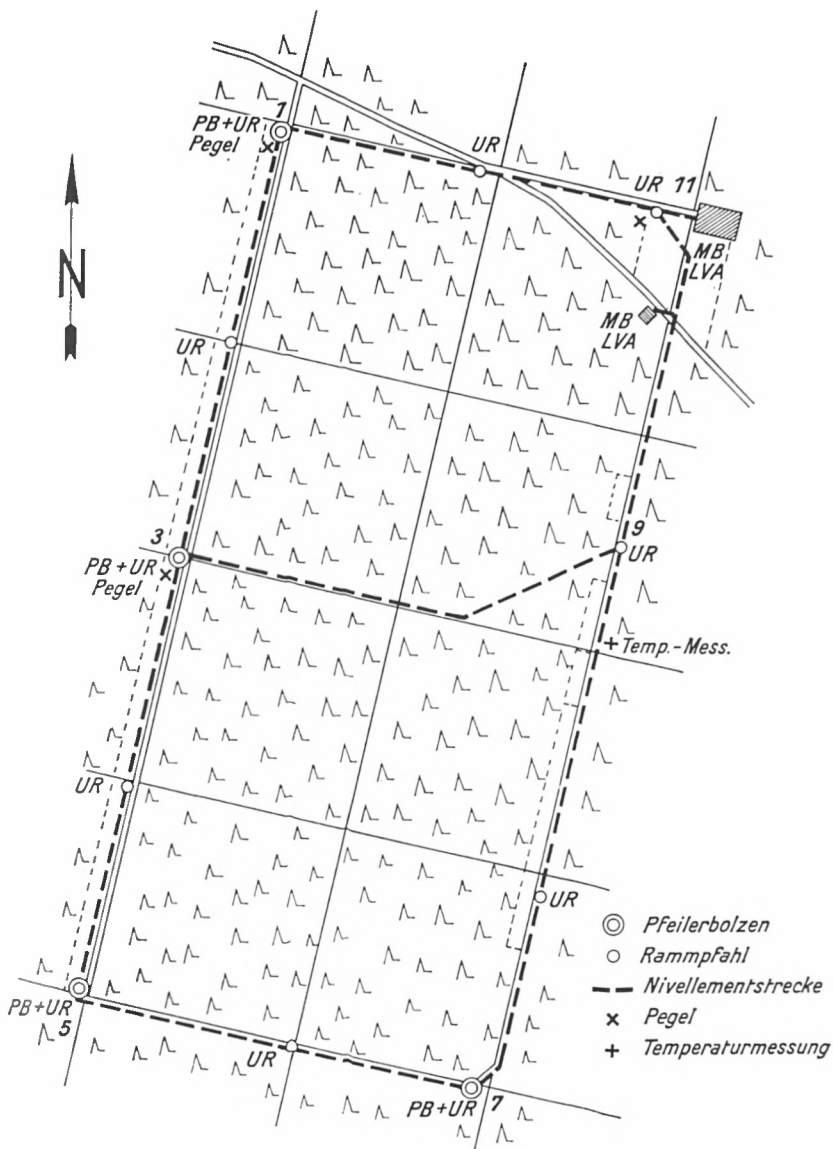 1
PB+UR
Pegel
UR
UR 11
MB
LVA
N
MB
LVA
UR
3
PB+UR
Pegel
9
UR
Temp.-Mess.
UR
UR
Pfeilerbolzen
Rammpfahl
Nivellementstrecke
Pegel
Temperaturmessung
PB+UR
5
UR
PB+UR 7